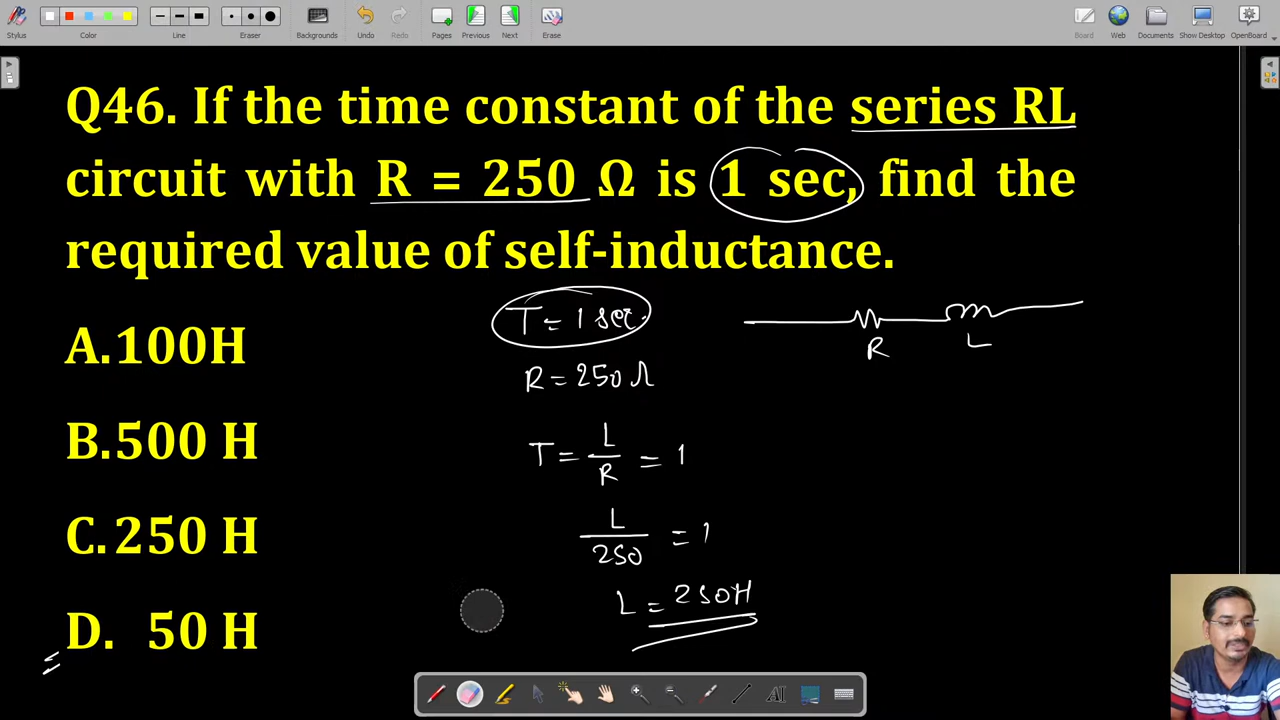 Stylus Color Line Eraser Backgrounds Undo Redo Pages Previous Next Erase Board Web Documents Show Desktop OpenBoard
Q46. If the time constant of the series RL
circuit with R = 250 Ω is 1 sec, find the
required value of self-inductance.
A.100H
B.500 H
C.250 H
D. 50 H
T = 1 sec.
R = 250 Ω
T = L/R = 1
L/250 = 1
L = 250H
R
L
AI